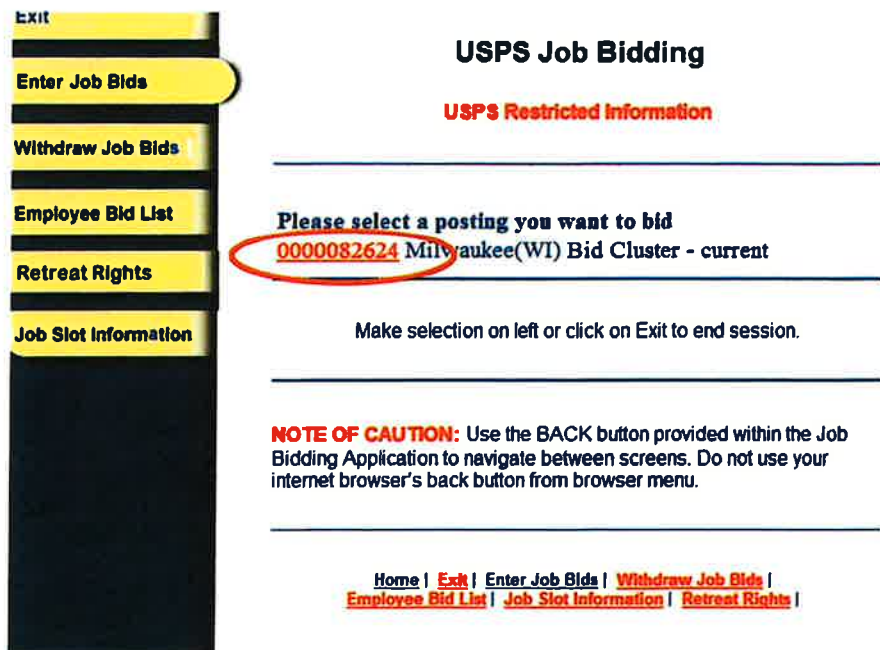 Exit
Enter Job Bids
Withdraw Job Bids
Employee Bid List
Retreat Rights
Job Slot Information
USPS Job Bidding
USPS Restricted Information
Please select a posting you want to bid
0000082624 Milwaukee(WI) Bid Cluster - current
Make selection on left or click on Exit to end session.
NOTE OF CAUTION: Use the BACK button provided within the Job
Bidding Application to navigate between screens. Do not use your
internet browser's back button from browser menu.
Home | Exit | Enter Job Bids | Withdraw Job Bids |
Employee Bid List | Job Slot Information | Retreat Rights |